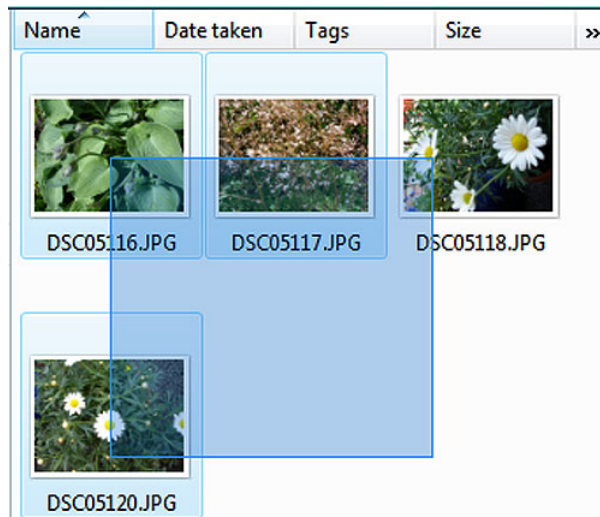 Name Date taken Tags Size »
DSC05116.JPG DSC05117.JPG DSC05118.JPG
DSC05120.JPG